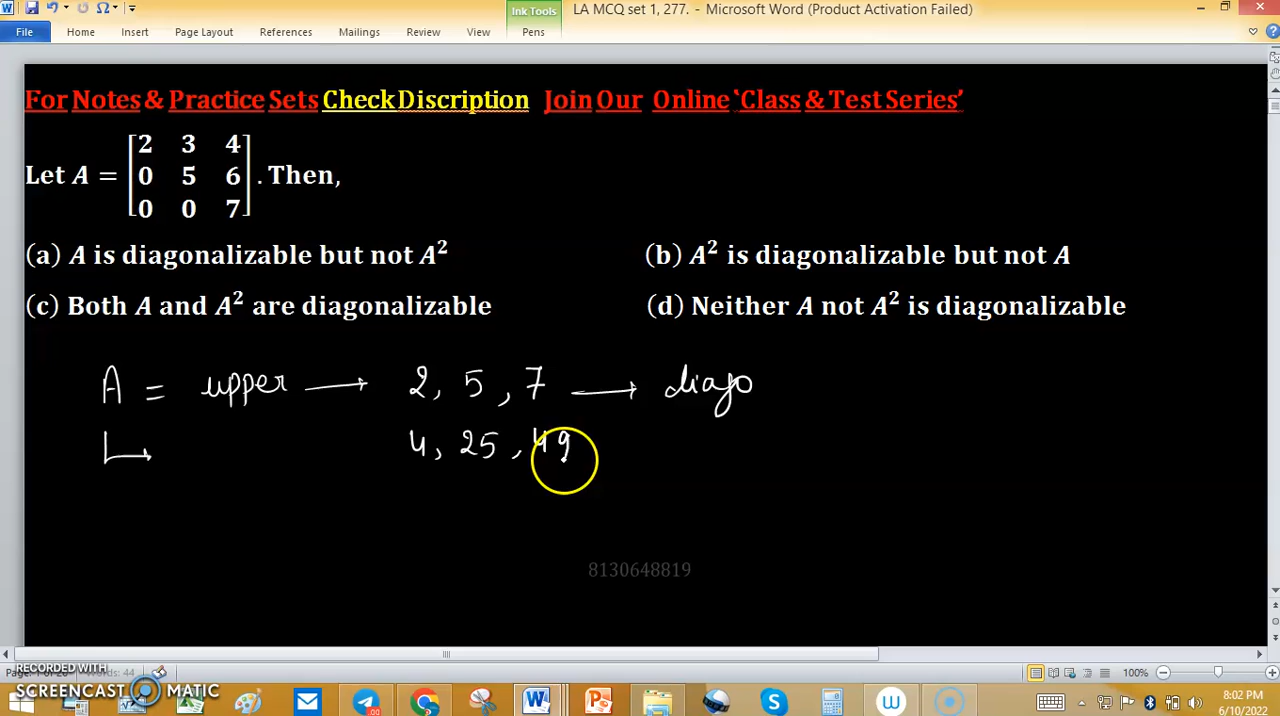 LA MCQ set 1, 277. - Microsoft Word (Product Activation Failed)
Ink Tools
File Home Insert Page Layout References Mailings Review View Pens
For Notes & Practice Sets Check Discription Join Our Online 'Class & Test Series'
Let A = [2 3 4
0 5 6
0 0 7]. Then,
(a) A is diagonalizable but not A² (b) A² is diagonalizable but not A
(c) Both A and A² are diagonalizable (d) Neither A not A² is diagonalizable
A = upper → 2, 5, 7 → diago
4, 25, 49
8130648819
RECORDED WITH
SCREENCAST MATIC
Words: 44
100%
8:02 PM
6/10/2022